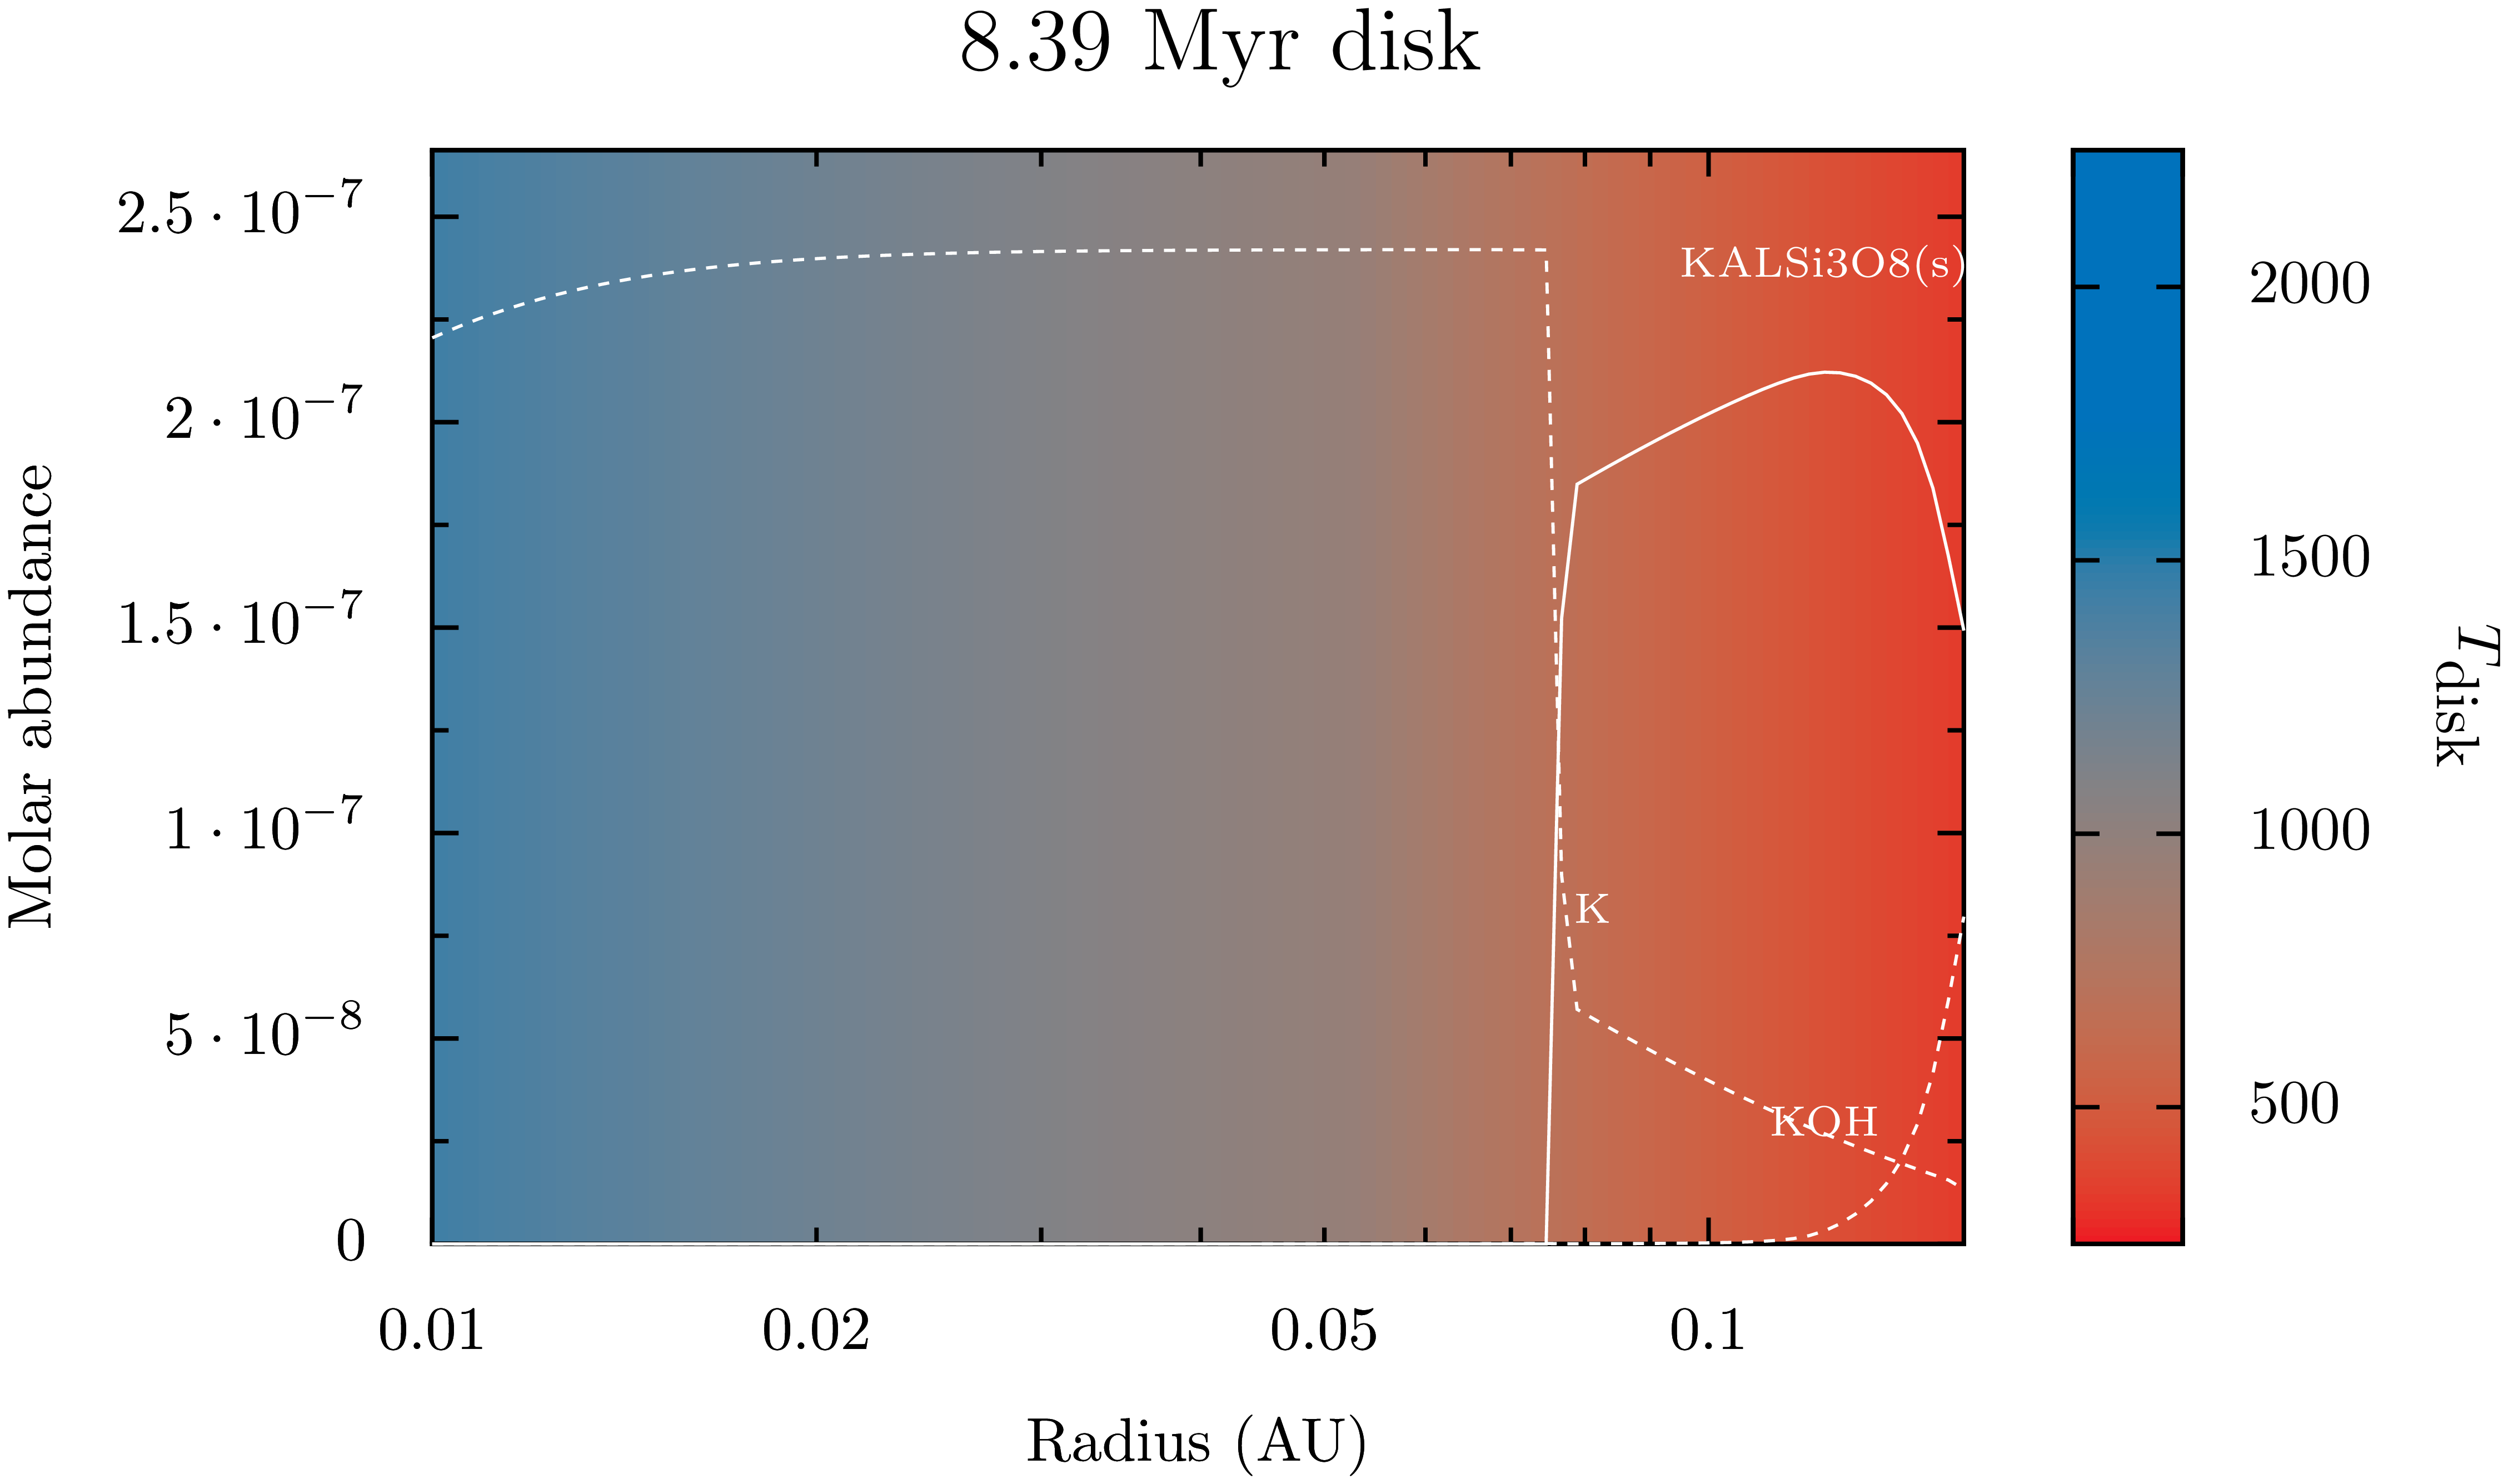 8.39 Myr disk
2.5 · 10⁻⁷
2 · 10⁻⁷
1.5 · 10⁻⁷
1 · 10⁻⁷
5 · 10⁻⁸
0
Molar abundance
KALSi3O8(s)
K
KOH
0.01
0.02
0.05
0.1
Radius (AU)
2000
1500
1000
500
T_disk